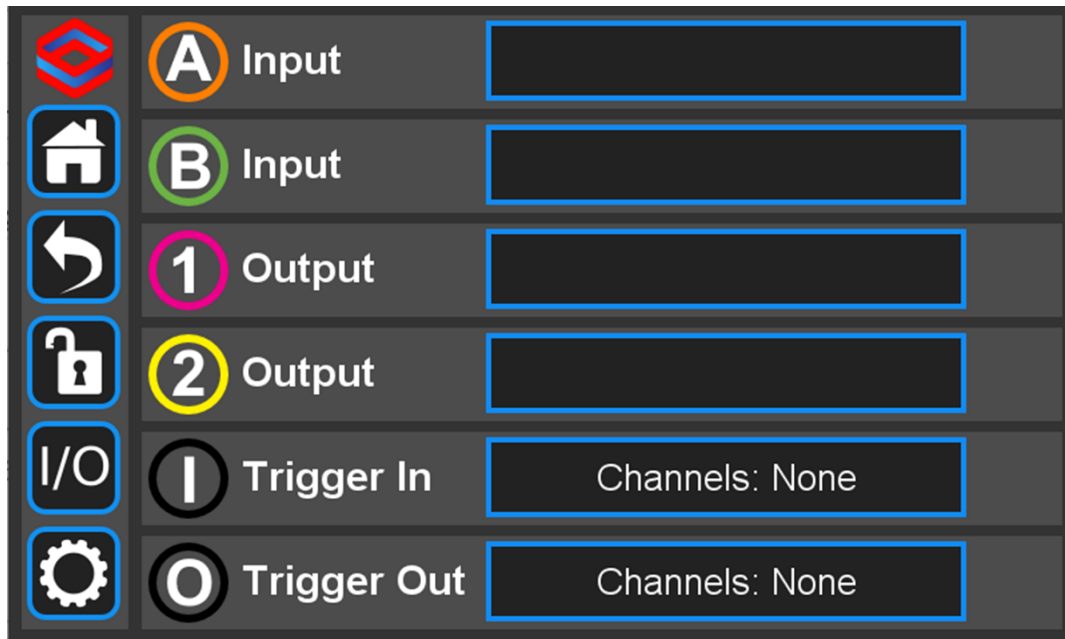 A Input
B Input
1 Output
2 Output
I/O
I Trigger In Channels: None
O Trigger Out Channels: None